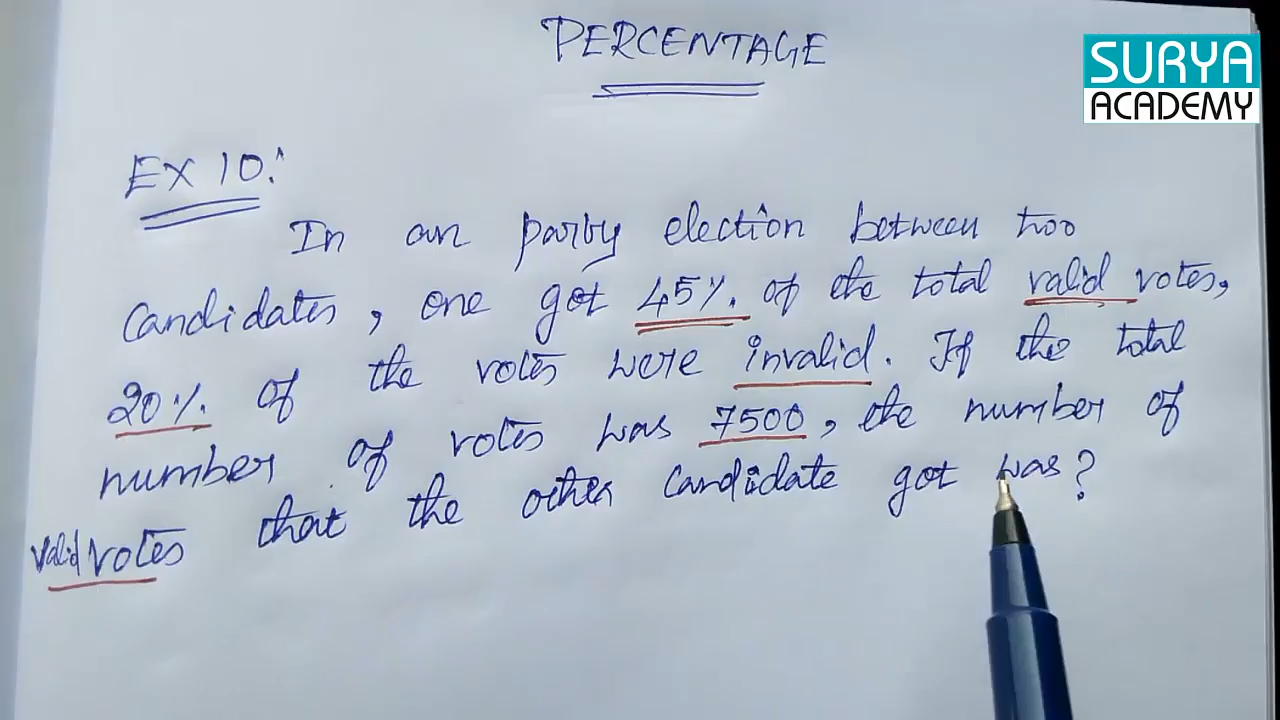 PERCENTAGE
SURYA
ACADEMY
EX 10:
In an party election between two
candidates, one got 45% of the total valid votes,
20% of the votes were invalid. If the total
number of votes was 7500, the number of
valid votes that the other candidate got was?